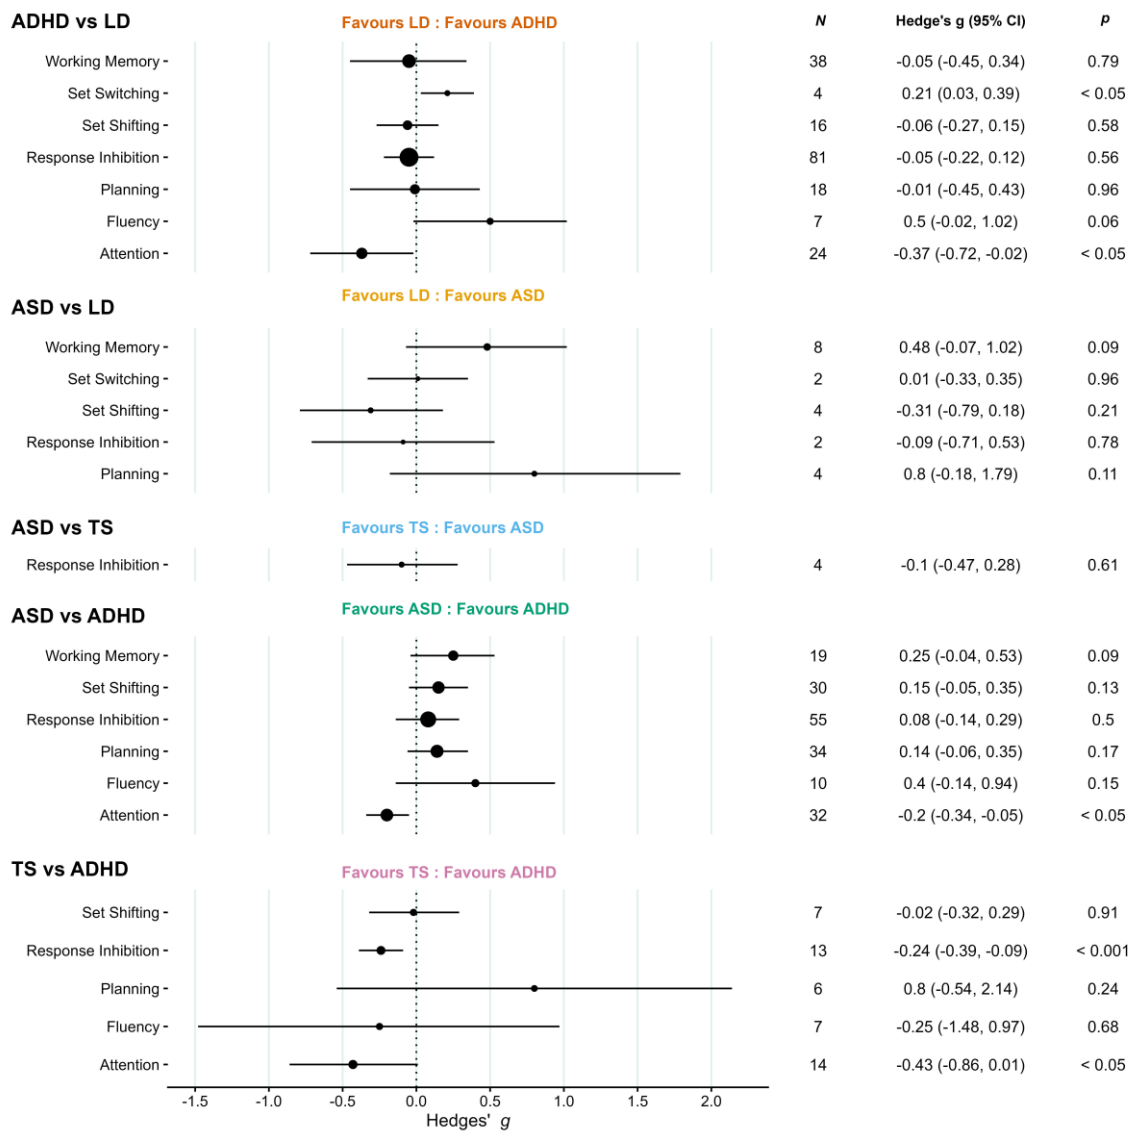 ADHD vs LD Favours LD : Favours ADHD N Hedge's g (95% CI) p
Working Memory 38 -0.05 (-0.45, 0.34) 0.79
Set Switching 4 0.21 (0.03, 0.39) < 0.05
Set Shifting 16 -0.06 (-0.27, 0.15) 0.58
Response Inhibition 81 -0.05 (-0.22, 0.12) 0.56
Planning 18 -0.01 (-0.45, 0.43) 0.96
Fluency 7 0.5 (-0.02, 1.02) 0.06
Attention 24 -0.37 (-0.72, -0.02) < 0.05
ASD vs LD Favours LD : Favours ASD
Working Memory 8 0.48 (-0.07, 1.02) 0.09
Set Switching 2 0.01 (-0.33, 0.35) 0.96
Set Shifting 4 -0.31 (-0.79, 0.18) 0.21
Response Inhibition 2 -0.09 (-0.71, 0.53) 0.78
Planning 4 0.8 (-0.18, 1.79) 0.11
ASD vs TS Favours TS : Favours ASD
Response Inhibition 4 -0.1 (-0.47, 0.28) 0.61
ASD vs ADHD Favours ASD : Favours ADHD
Working Memory 19 0.25 (-0.04, 0.53) 0.09
Set Shifting 30 0.15 (-0.05, 0.35) 0.13
Response Inhibition 55 0.08 (-0.14, 0.29) 0.5
Planning 34 0.14 (-0.06, 0.35) 0.17
Fluency 10 0.4 (-0.14, 0.94) 0.15
Attention 32 -0.2 (-0.34, -0.05) < 0.05
TS vs ADHD Favours TS : Favours ADHD
Set Shifting 7 -0.02 (-0.32, 0.29) 0.91
Response Inhibition 13 -0.24 (-0.39, -0.09) < 0.001
Planning 6 0.8 (-0.54, 2.14) 0.24
Fluency 7 -0.25 (-1.48, 0.97) 0.68
Attention 14 -0.43 (-0.86, 0.01) < 0.05
-1.5 -1.0 -0.5 0.0 0.5 1.0 1.5 2.0
Hedges' g